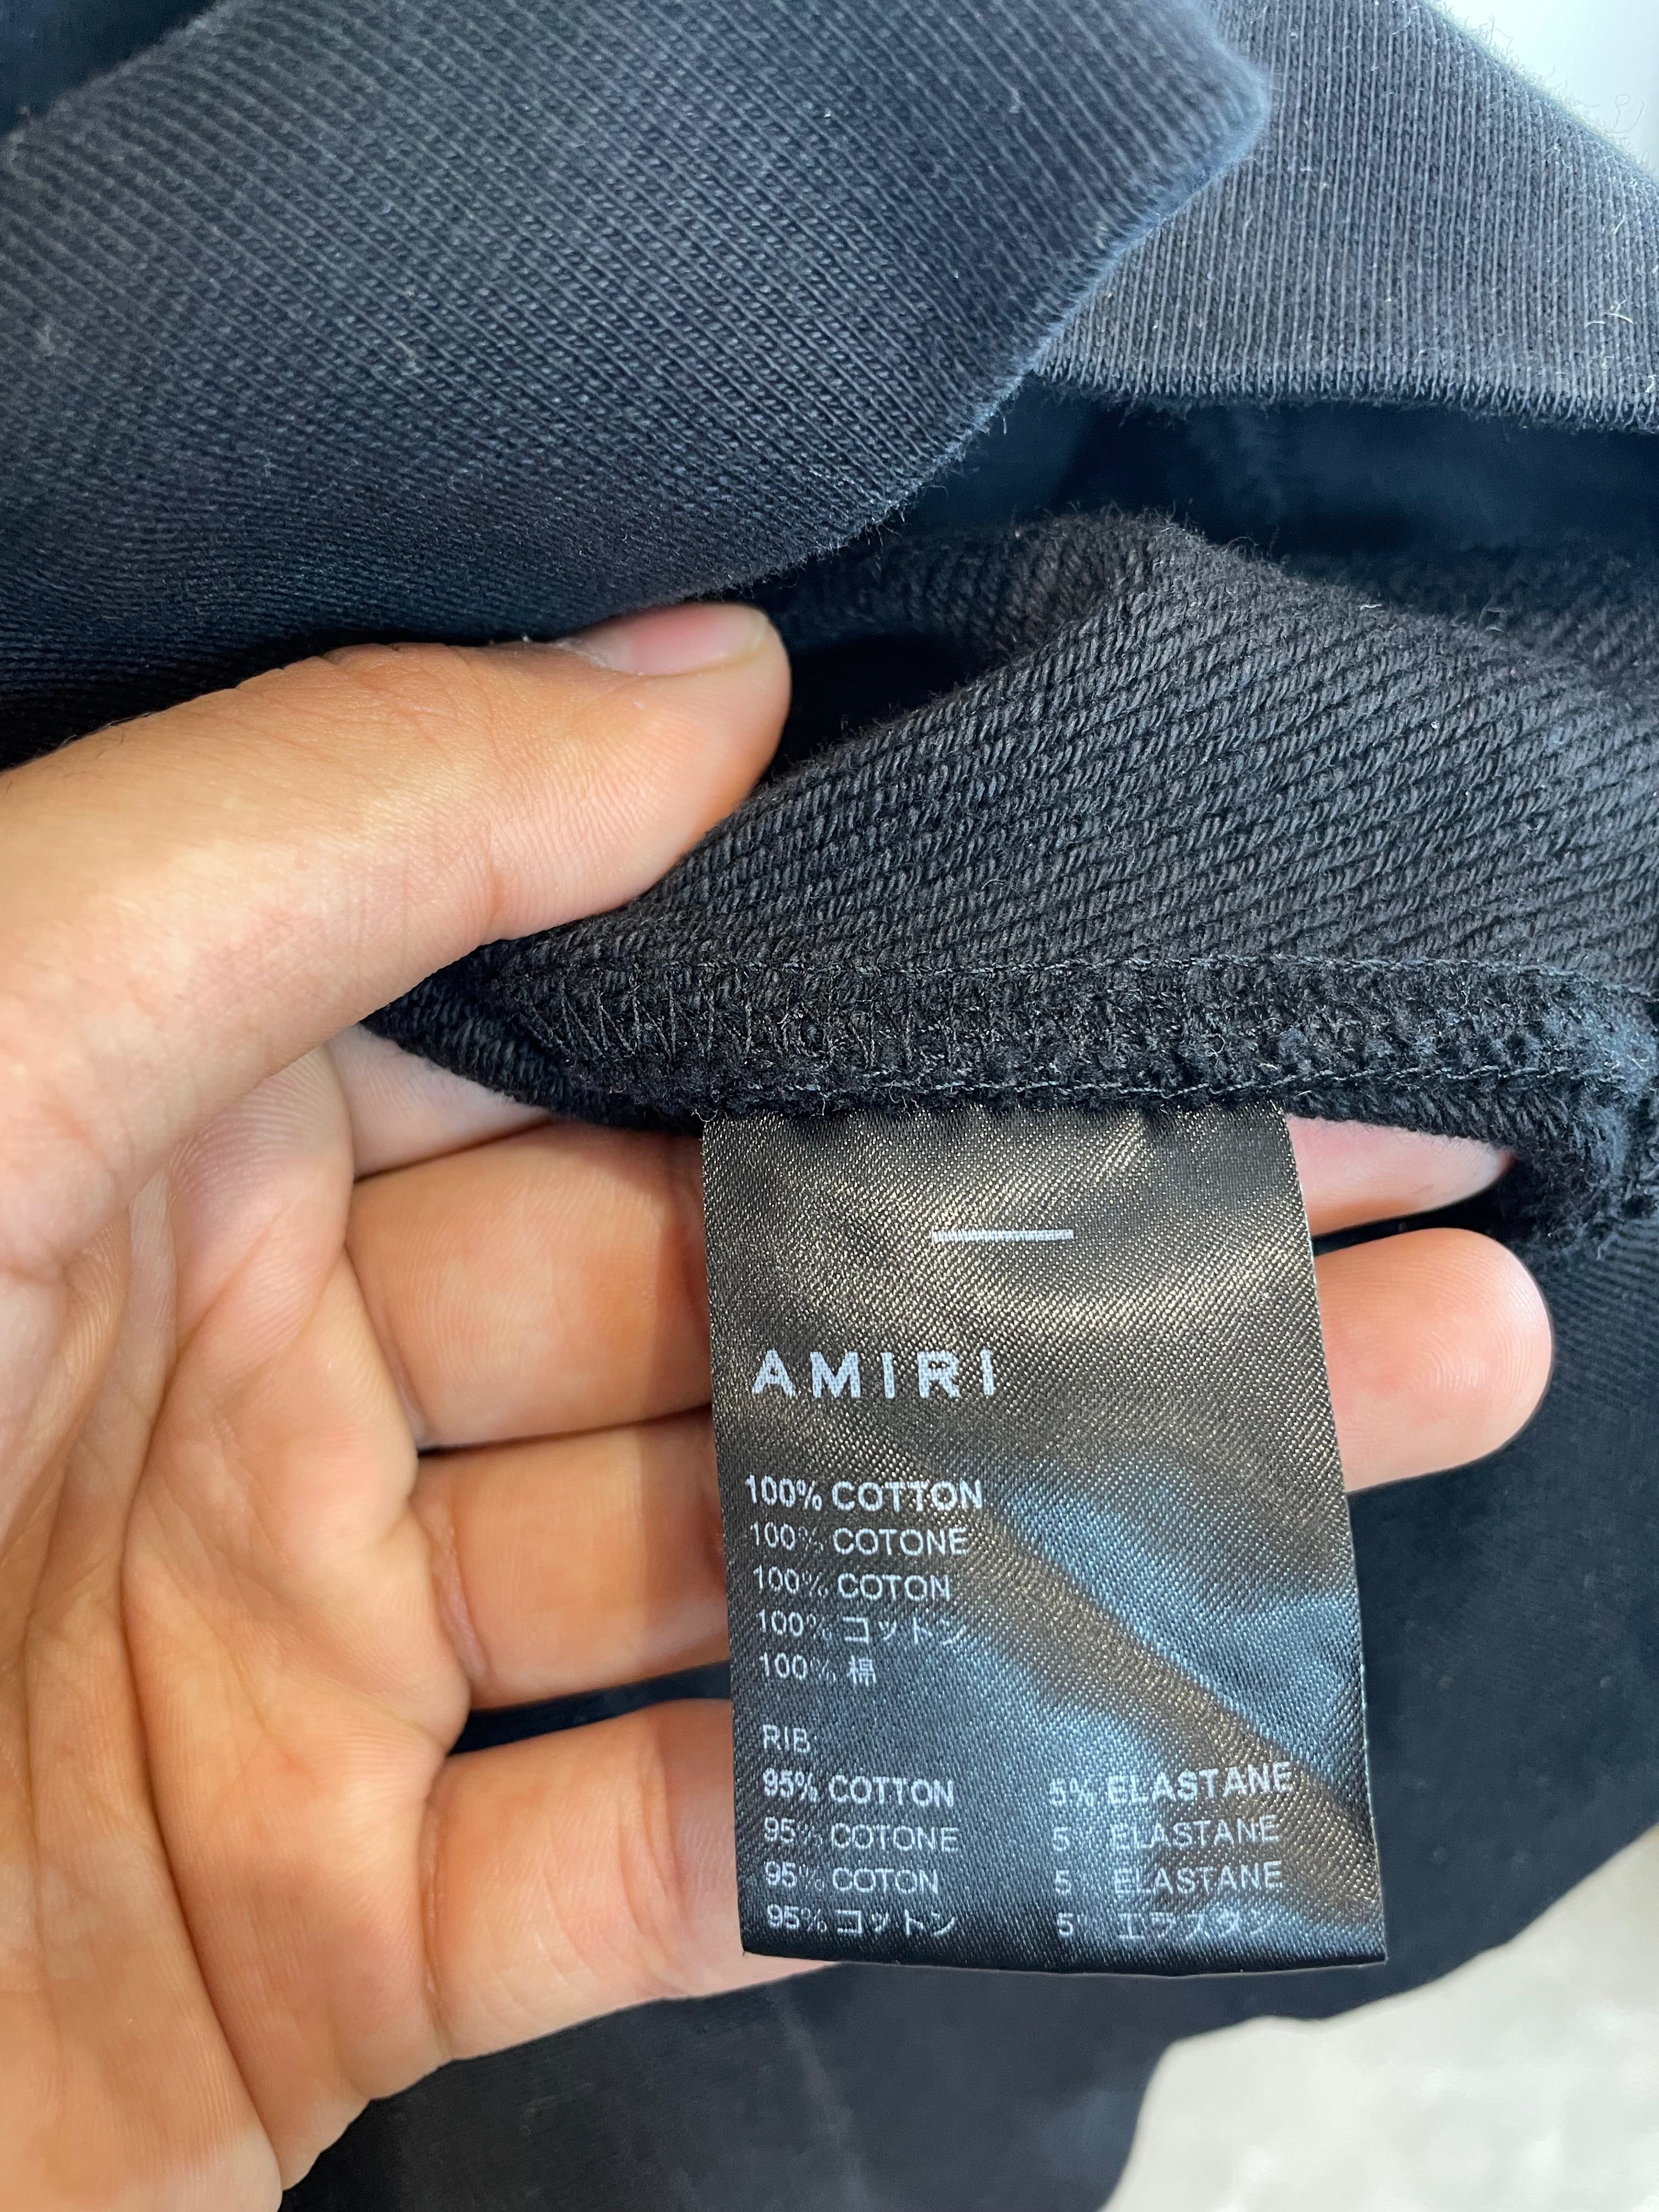 AMIRI
100% COTTON
100% COTONE
100% COTON
100% コットン
100% 棉
RIB
95% COTTON 5% ELASTANE
95% COTONE 5% ELASTANE
95% COTON 5% ELASTANE
95% コットン 5% エラスタン